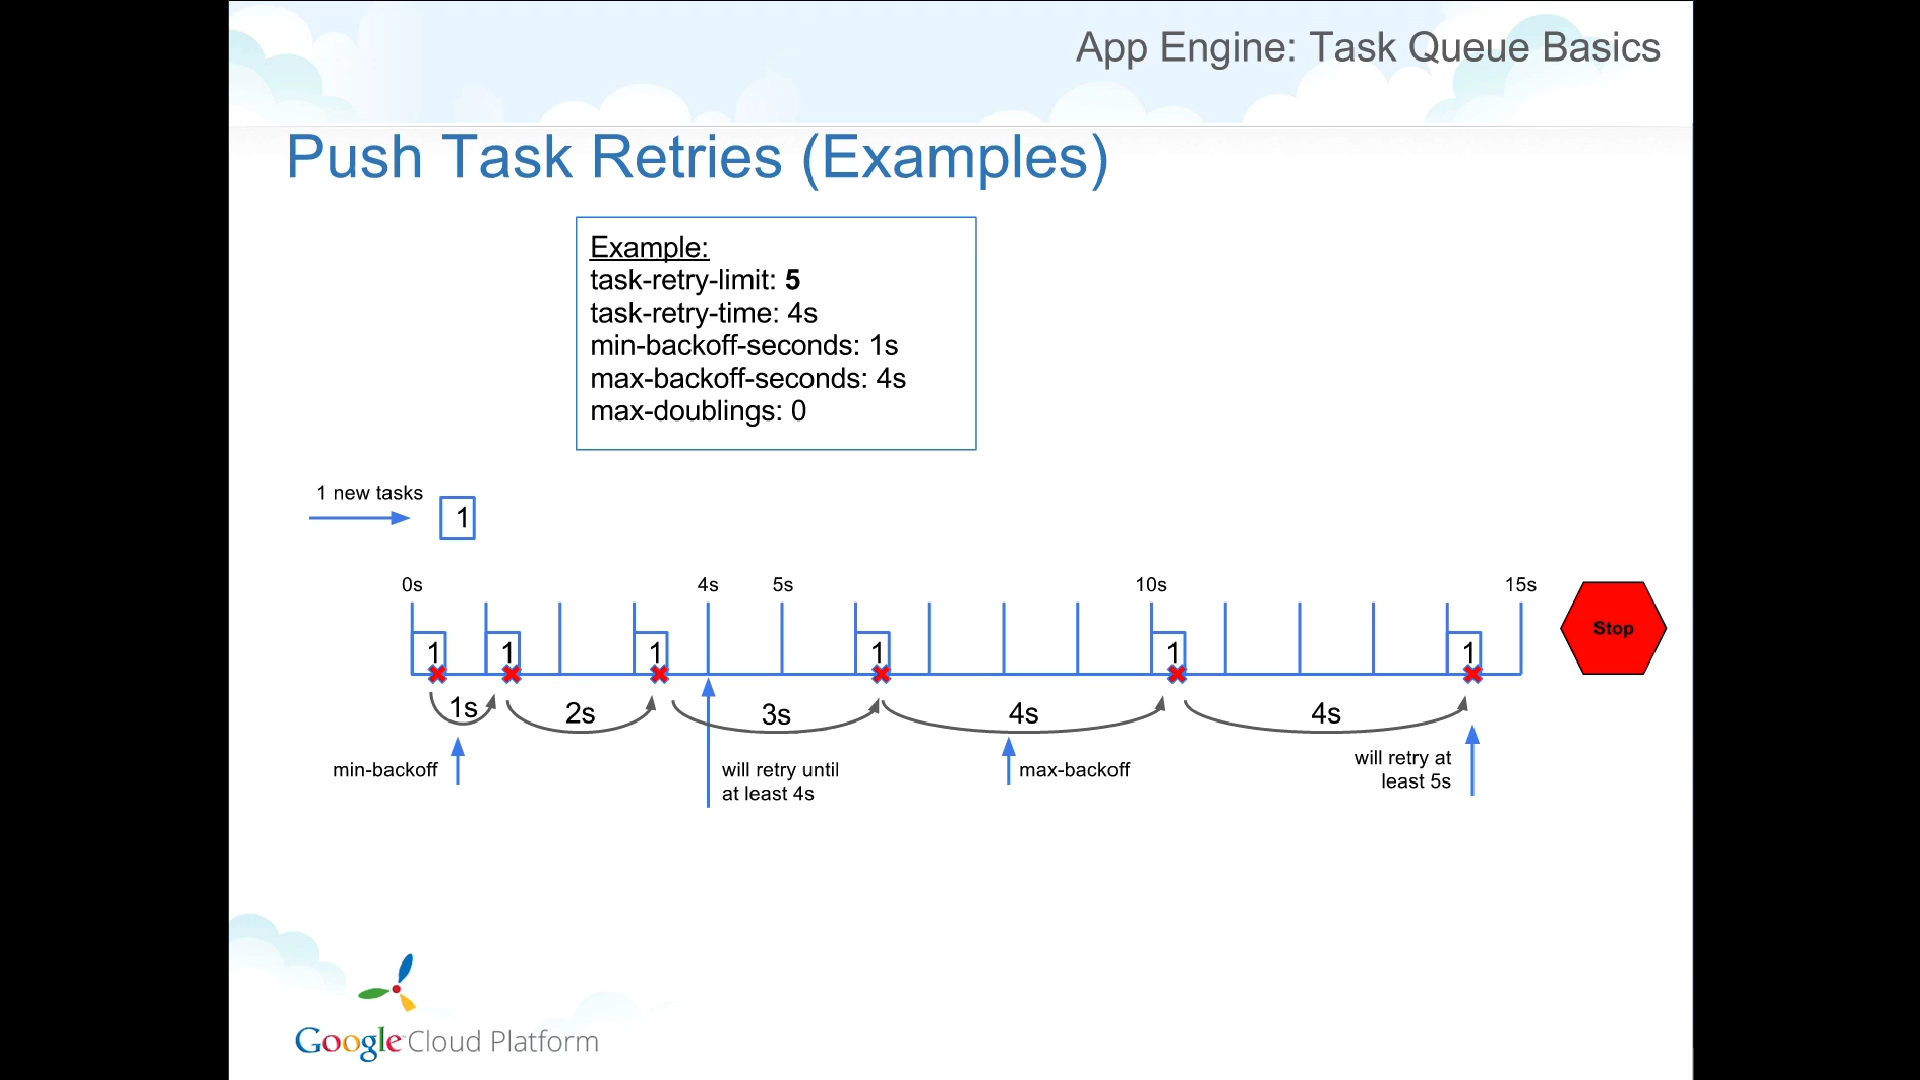 App Engine: Task Queue Basics
Push Task Retries (Examples)
Example:
task-retry-limit: 5
task-retry-time: 4s
min-backoff-seconds: 1s
max-backoff-seconds: 4s
max-doublings: 0
1 new tasks
1
0s 4s 5s 10s 15s
1 1 1 1 1 1
Stop
1s 2s 3s 4s 4s
min-backoff
will retry until
at least 4s
max-backoff
will retry at
least 5s
Google Cloud Platform